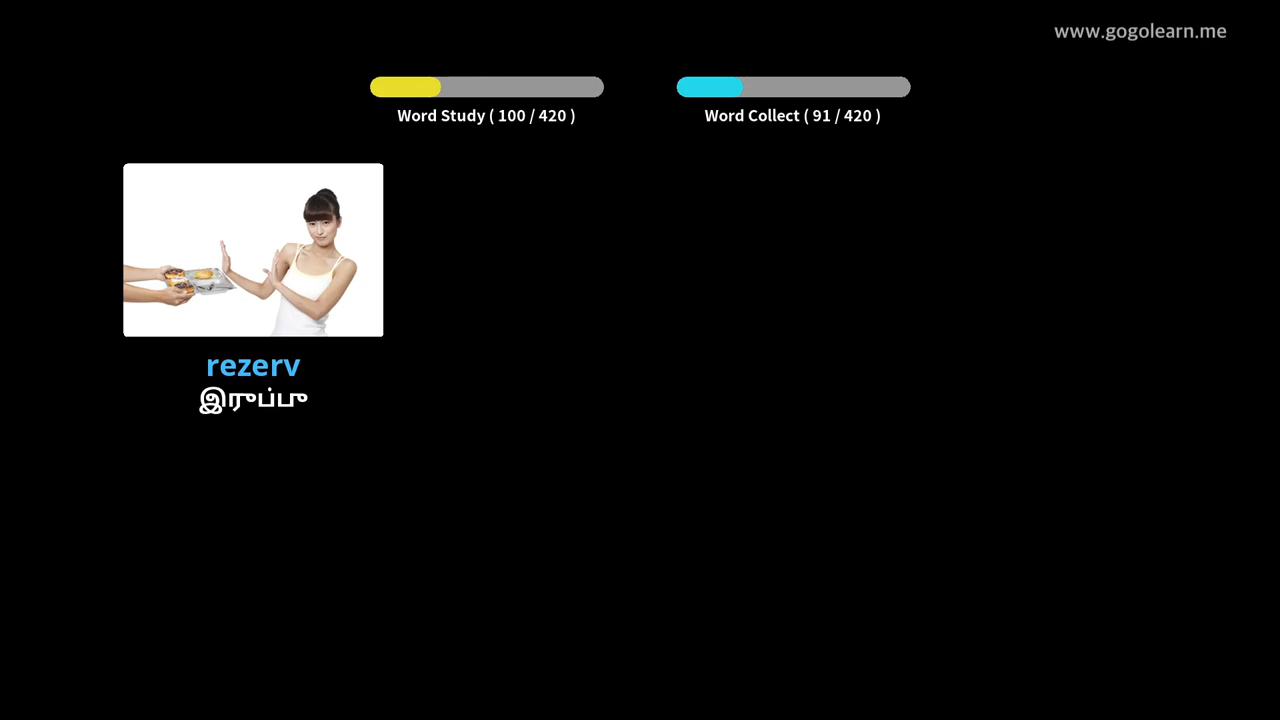 www.gogolearn.me
Word Study ( 100 / 420 )
Word Collect ( 91 / 420 )
rezerv
இருப்பு